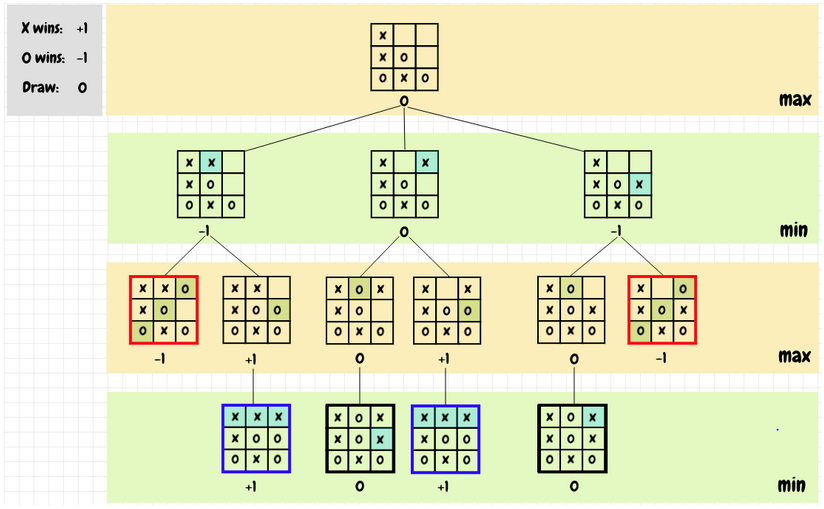 X wins: +1
O wins: -1
Draw: 0
X
X O
O X O
0
max
X X
X O
O X O
-1
X X
X O
O X O
0
X
X O X
O X O
-1
min
X X O
X O
O X O
-1
X X
X O O
O X O
+1
X O X
X O
O X O
0
X X
X O O
O X O
+1
X O
X O X
O X O
0
X O
X O X
O X O
-1
max
X X X
X O O
O X O
+1
X O X
X O X
O X O
0
X X X
X O O
O X O
+1
X O X
X O X
O X O
0
min